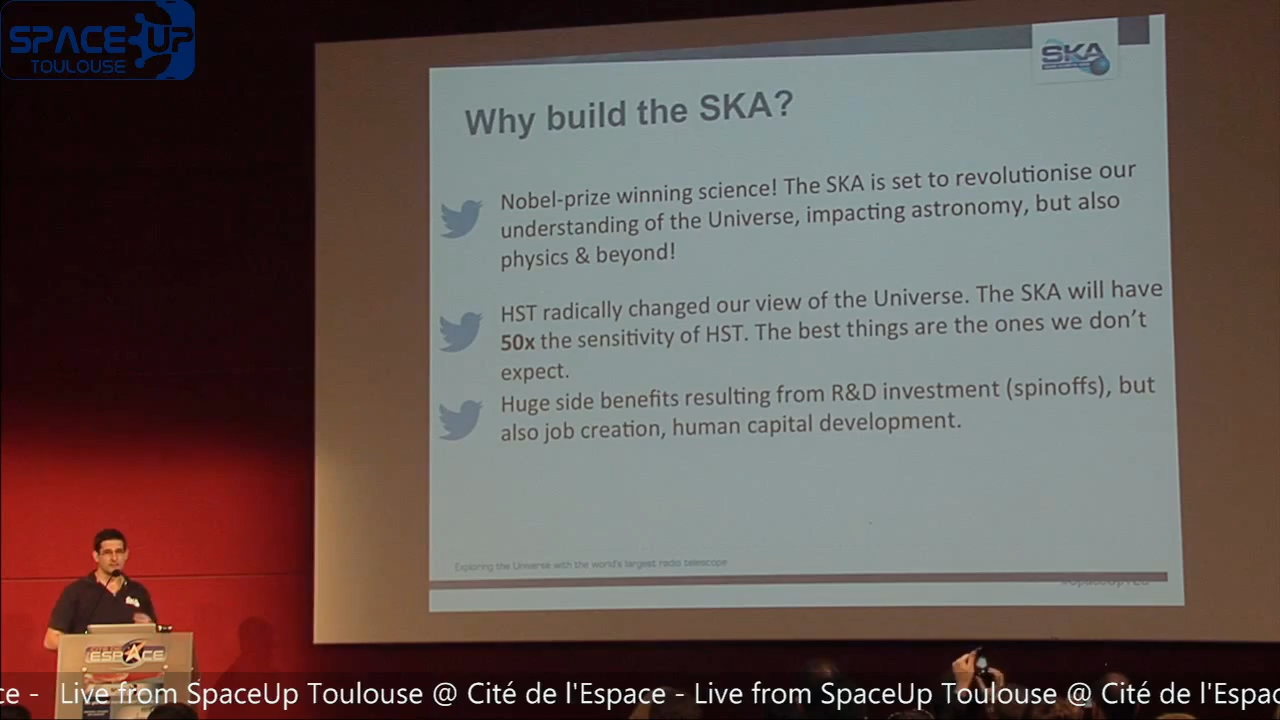 SPACE UP
TOULOUSE
SKA
Why build the SKA?
Nobel-prize winning science! The SKA is set to revolutionise our
understanding of the Universe, impacting astronomy, but also
physics & beyond!
HST radically changed our view of the Universe. The SKA will have
50x the sensitivity of HST. The best things are the ones we don't
expect.
Huge side benefits resulting from R&D investment (spinoffs), but
also job creation, human capital development.
Exploring the Universe with the world's largest radio telescope
ESPACE
ce - Live from SpaceUp Toulouse @ Cité de l'Espace - Live from SpaceUp Toulouse @ Cité de l'Espac